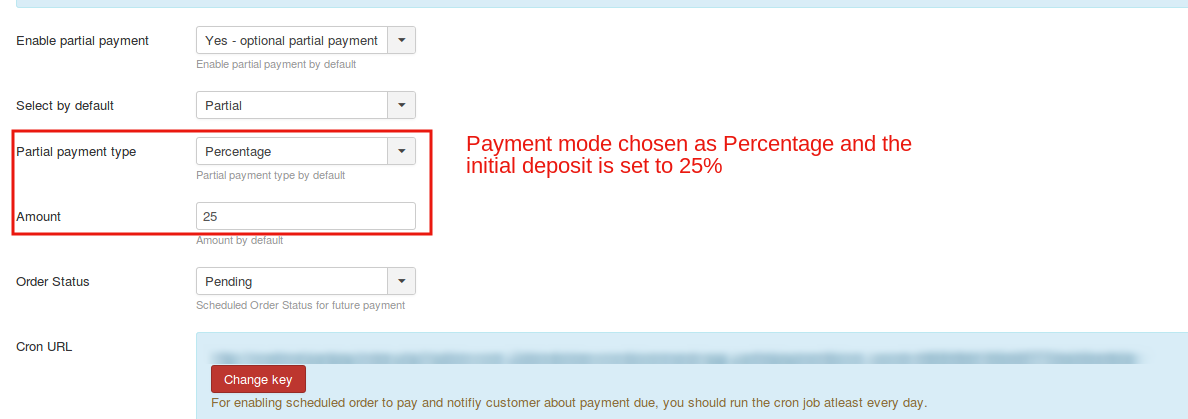 Enable partial payment
Yes - optional partial payment
Enable partial payment by default
Select by default
Partial
Partial payment type
Percentage
Partial payment type by default
Payment mode chosen as Percentage and the
initial deposit is set to 25%
Amount
25
Amount by default
Order Status
Pending
Scheduled Order Status for future payment
Cron URL
Change key
For enabling scheduled order to pay and notifiy customer about payment due, you should run the cron job atleast every day.